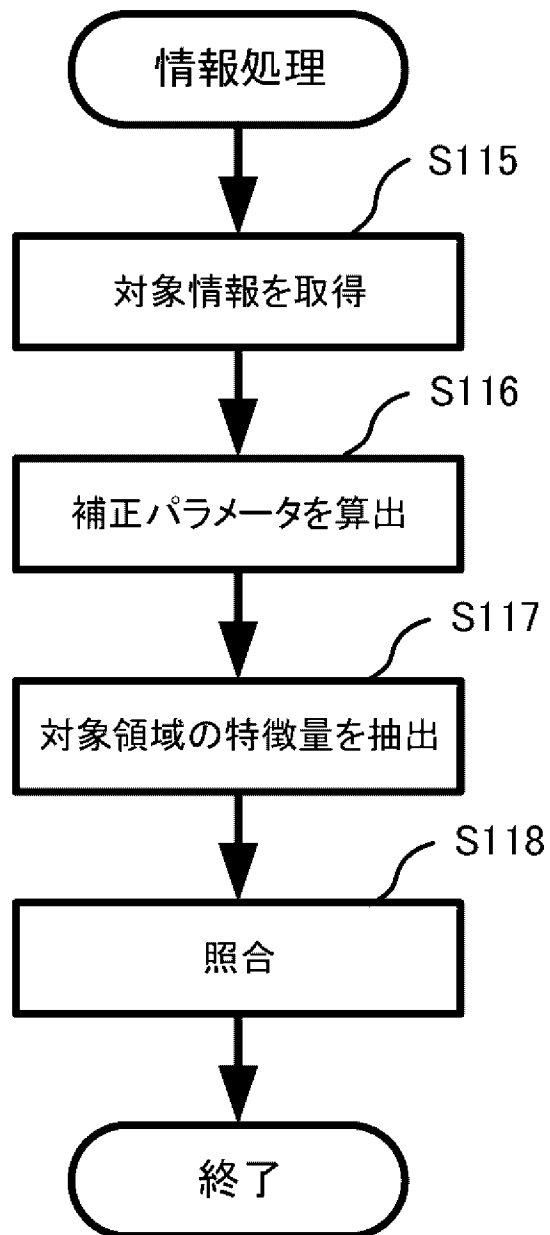 情報処理
S115
対象情報を取得
S116
補正パラメータを算出
S117
対象領域の特徴量を抽出
S118
照合
終了